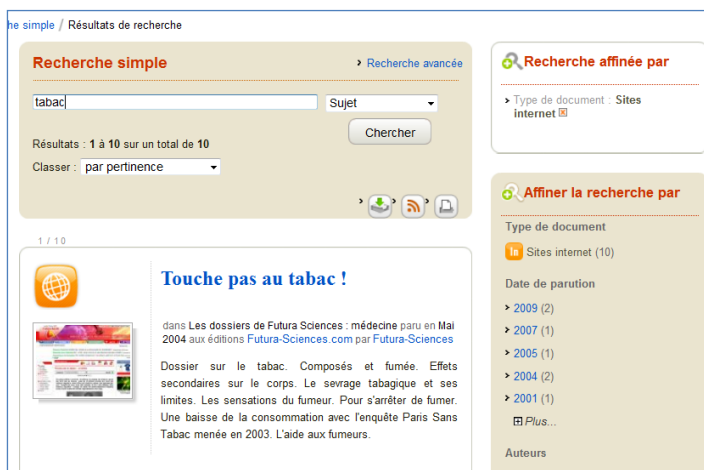 he simple / Résultats de recherche
Recherche simple
Recherche avancée
tabac
Sujet
Chercher
Résultats : 1 à 10 sur un total de 10
Classer : par pertinence
1 / 10
Touche pas au tabac !
dans Les dossiers de Futura Sciences : médecine paru en Mai
2004 aux éditions Futura-Sciences.com par Futura-Sciences
Dossier sur le tabac. Composés et fumée. Effets
secondaires sur le corps. Le sevrage tabagique et ses
limites. Les sensations du fumeur. Pour s'arrêter de fumer.
Une baisse de la consommation avec l'enquête Paris Sans
Tabac menée en 2003. L'aide aux fumeurs.
Recherche affinée par
Type de document : Sites
internet
Affiner la recherche par
Type de document
In Sites internet (10)
Date de parution
2009 (2)
2007 (1)
2005 (1)
2004 (2)
2001 (1)
Plus...
Auteurs